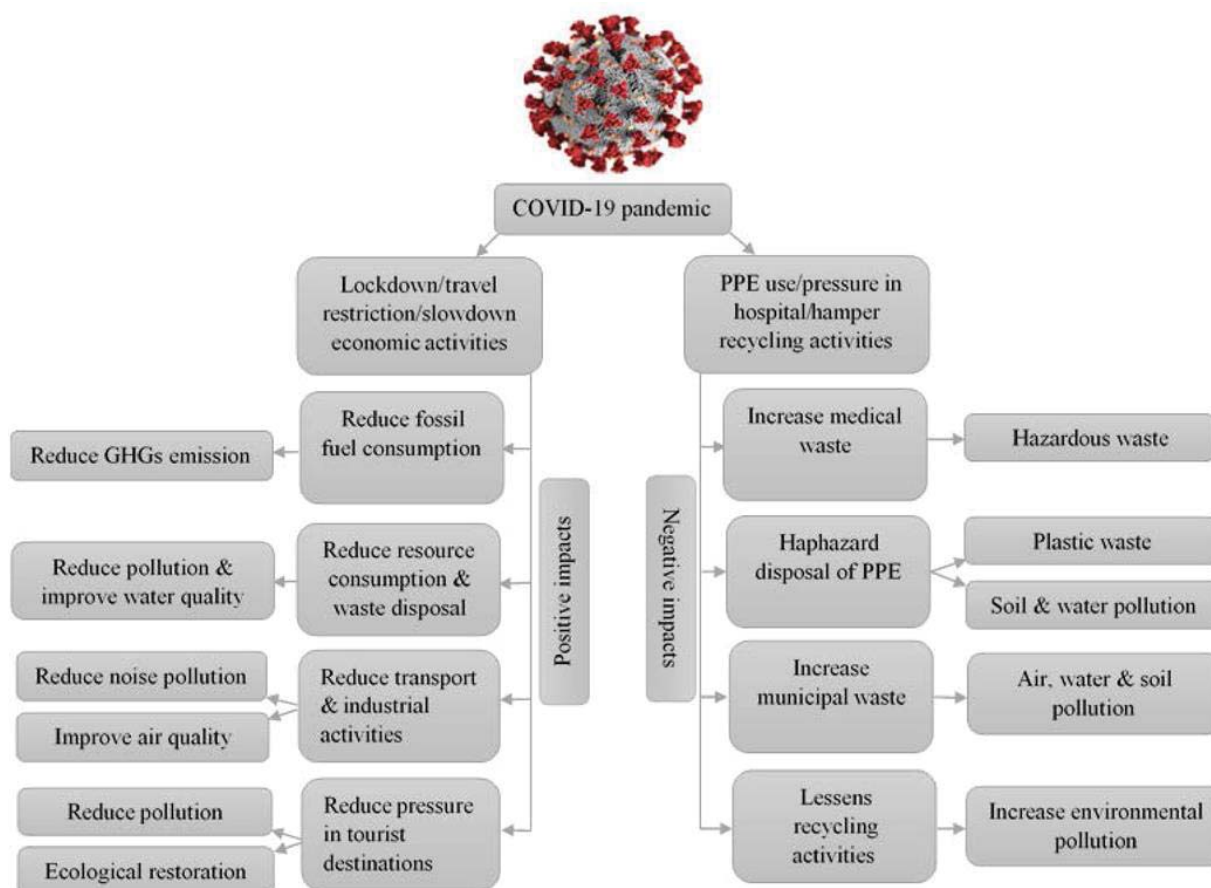 COVID-19 pandemic
Lockdown/travel
restriction/slowdown
economic activities
PPE use/pressure in
hospital/hamper
recycling activities
Positive impacts
Negative impacts
Reduce fossil
fuel consumption
Reduce GHGs emission
Reduce resource
consumption &
waste disposal
Reduce pollution &
improve water quality
Reduce transport
& industrial
activities
Reduce noise pollution
Improve air quality
Reduce pressure
in tourist
destinations
Reduce pollution
Ecological restoration
Increase medical
waste
Hazardous waste
Haphazard
disposal of PPE
Plastic waste
Soil & water pollution
Increase
municipal waste
Air, water & soil
pollution
Lessens
recycling
activities
Increase environmental
pollution